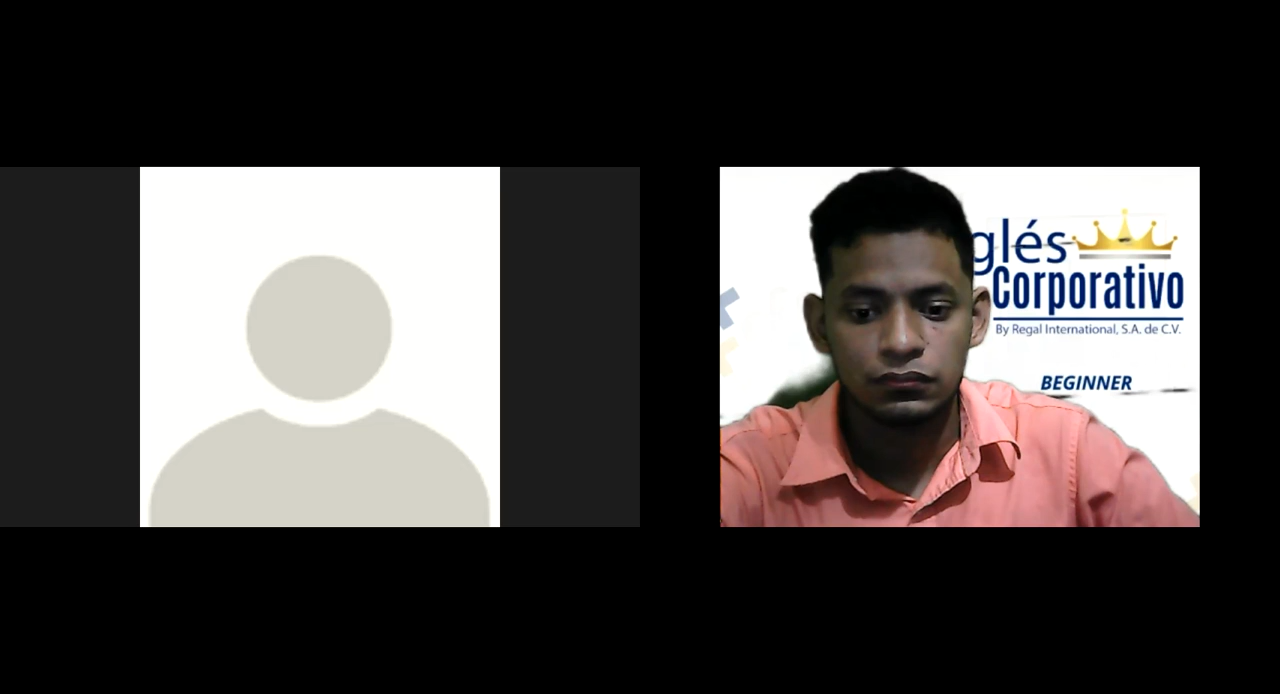 glés
Corporativo
By Regal International, S.A. de C.V.
BEGINNER